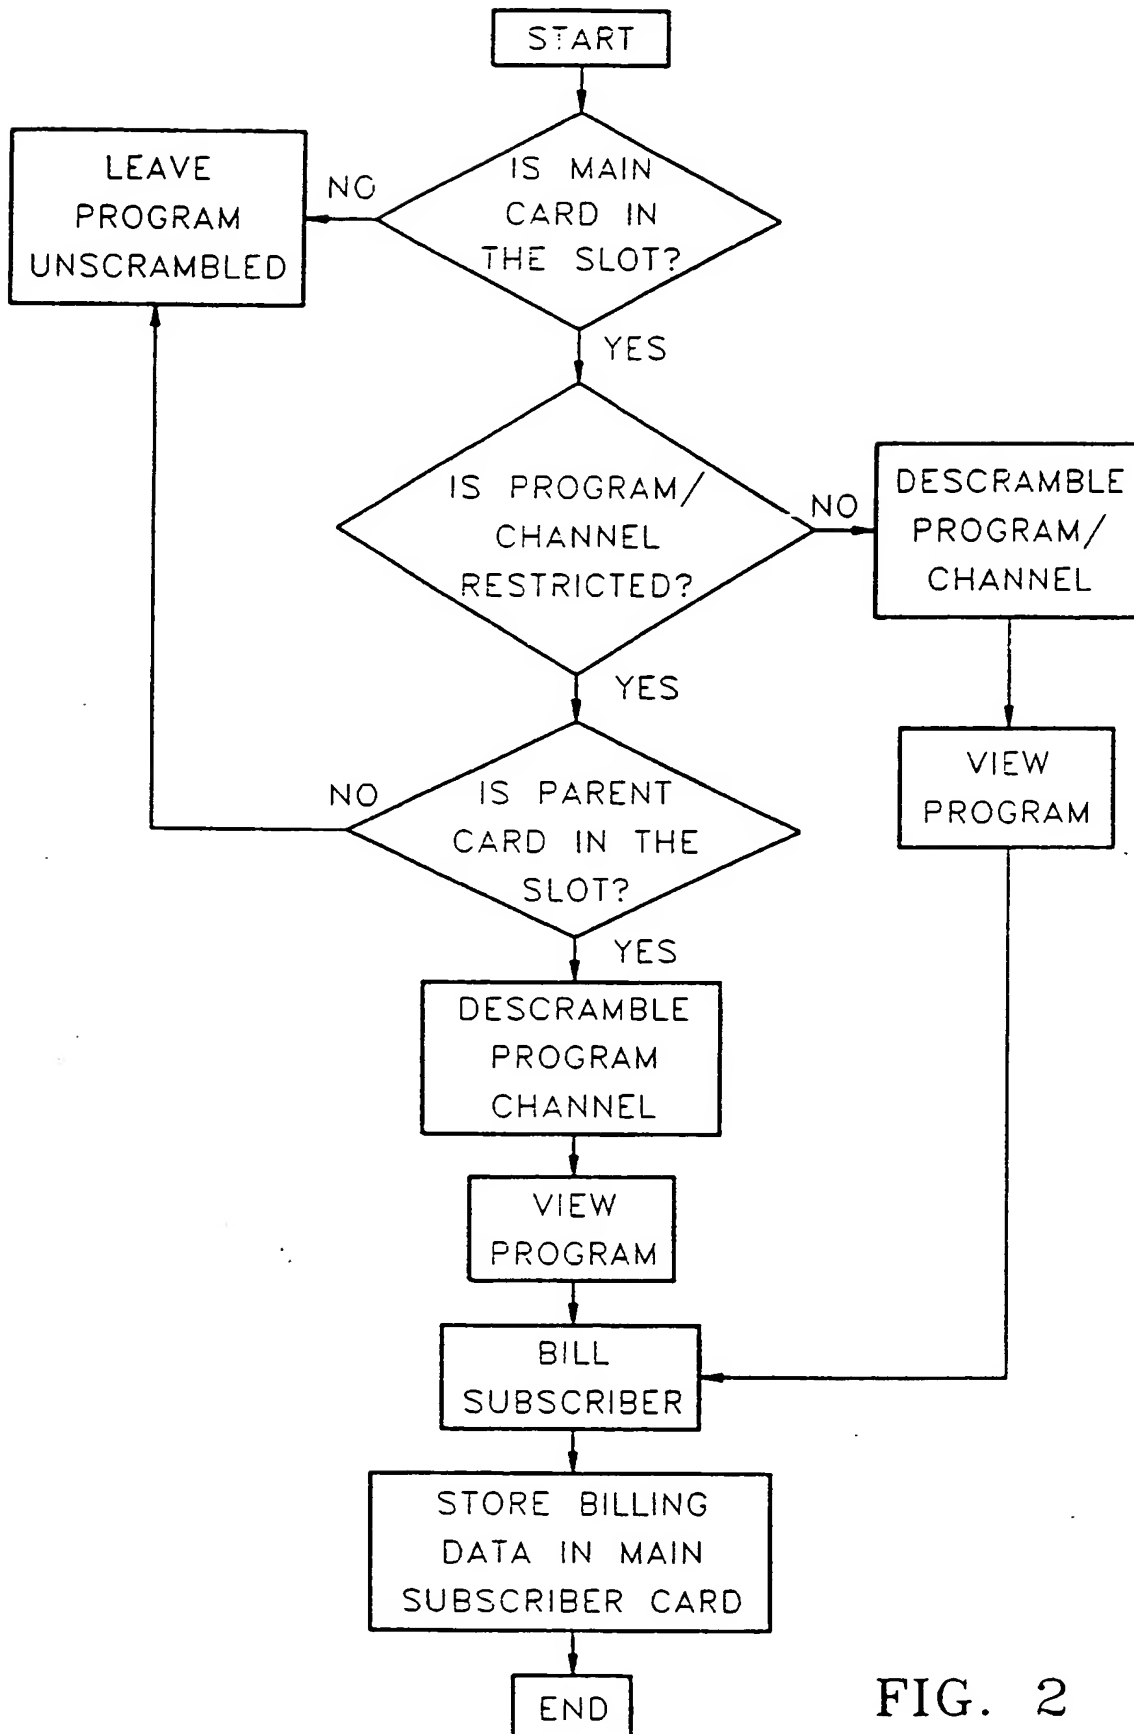 START
IS MAIN
CARD IN
THE SLOT?
NO
LEAVE
PROGRAM
UNSCRAMBLED
YES
IS PROGRAM/
CHANNEL
RESTRICTED?
NO
DESCRAMBLE
PROGRAM/
CHANNEL
YES
VIEW
PROGRAM
IS PARENT
CARD IN THE
SLOT?
NO
YES
DESCRAMBLE
PROGRAM
CHANNEL
VIEW
PROGRAM
BILL
SUBSCRIBER
STORE BILLING
DATA IN MAIN
SUBSCRIBER CARD
END
FIG. 2